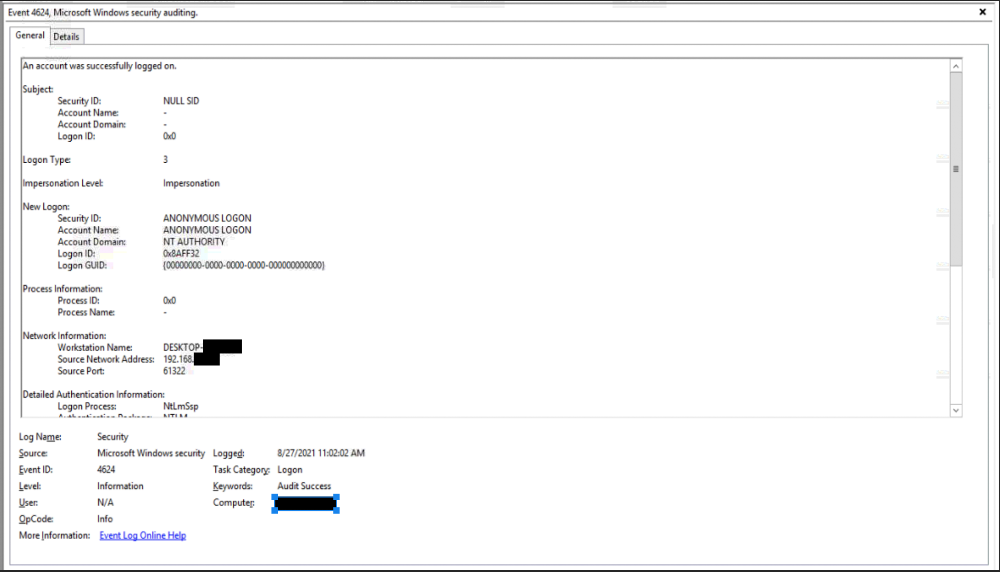 Event 4624, Microsoft Windows security auditing.
General Details
An account was successfully logged on.
Subject:
Security ID: NULL SID
Account Name: -
Account Domain: -
Logon ID: 0x0
Logon Type: 3
Impersonation Level: Impersonation
New Logon:
Security ID: ANONYMOUS LOGON
Account Name: ANONYMOUS LOGON
Account Domain: NT AUTHORITY
Logon ID: 0x8AFF32
Logon GUID: {00000000-0000-0000-0000-000000000000}
Process Information:
Process ID: 0x0
Process Name: -
Network Information:
Workstation Name: DESKTOP-
Source Network Address: 192.168.
Source Port: 61322
Detailed Authentication Information:
Logon Process: NtLmSsp
Authentication Package: NTLM
Log Name: Security
Source: Microsoft Windows security Logged: 8/27/2021 11:02:02 AM
Event ID: 4624 Task Category: Logon
Level: Information Keywords: Audit Success
User: N/A Computer:
OpCode: Info
More Information: Event Log Online Help